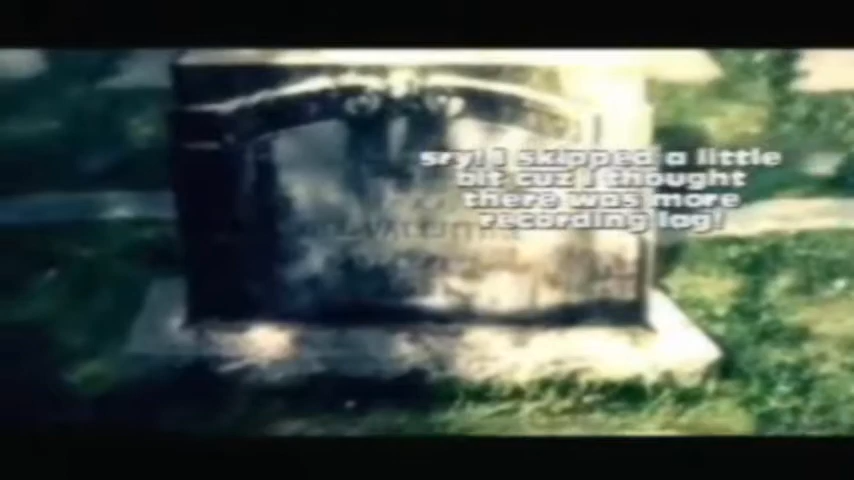 sry! I skipped a little
bit cuz I thought
there was more
recording lag!